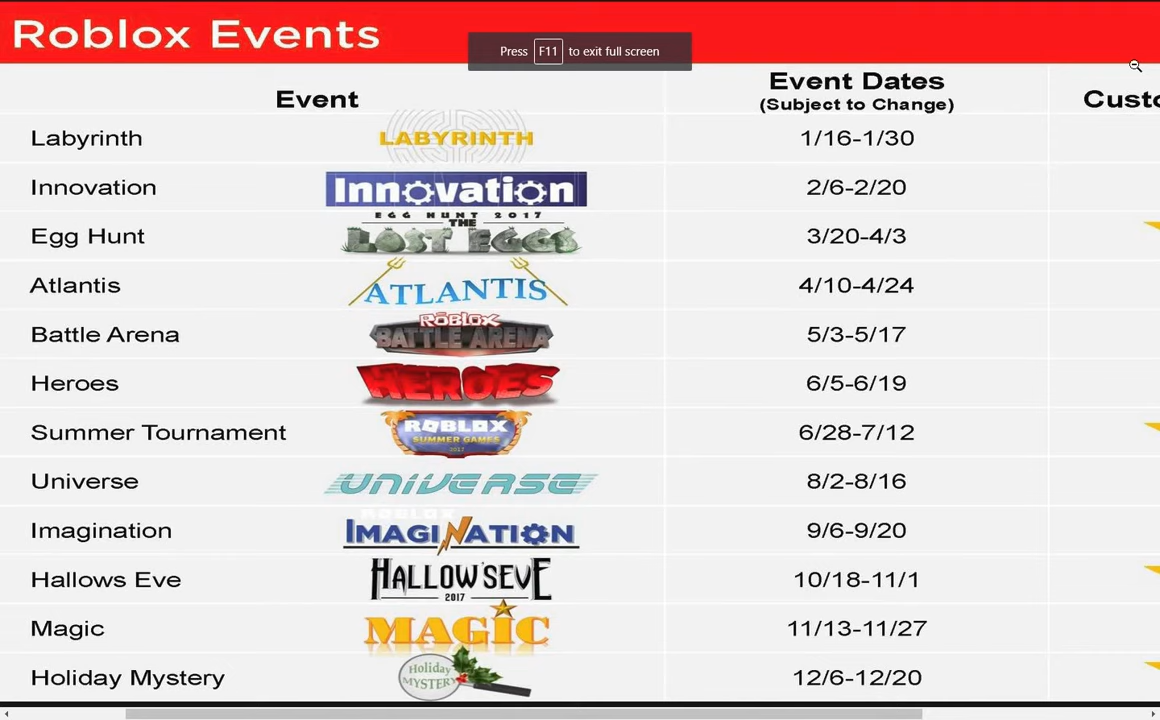 Roblox Events
Press F11 to exit full screen
Event
Event Dates
(Subject to Change)
Custo
Labyrinth LABYRINTH 1/16-1/30
Innovation Innovation 2/6-2/20
Egg Hunt EGG HUNT 2017 THE LOST EGGS 3/20-4/3
Atlantis ATLANTIS 4/10-4/24
Battle Arena ROBLOX BATTLE ARENA 5/3-5/17
Heroes HEROES 6/5-6/19
Summer Tournament ROBLOX SUMMER GAMES 2017 6/28-7/12
Universe UNIVERSE 8/2-8/16
Imagination ROBLOX IMAGINATION 9/6-9/20
Hallows Eve HALLOW'S EVE 2017 10/18-11/1
Magic MAGIC 11/13-11/27
Holiday Mystery Holiday MYSTERY 12/6-12/20